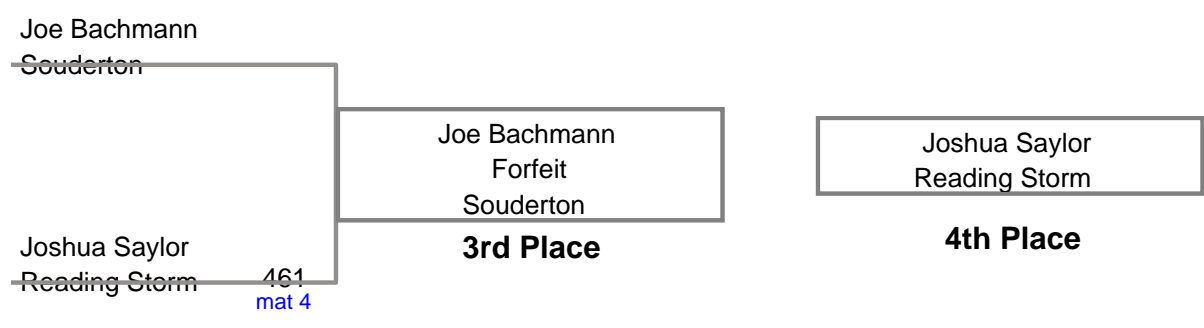 Joe Bachmann
Souderton
Joe Bachmann
Forfeit
Souderton
3rd Place
Joshua Saylor
Reading Storm
4th Place
Joshua Saylor
Reading Storm 461
mat 4